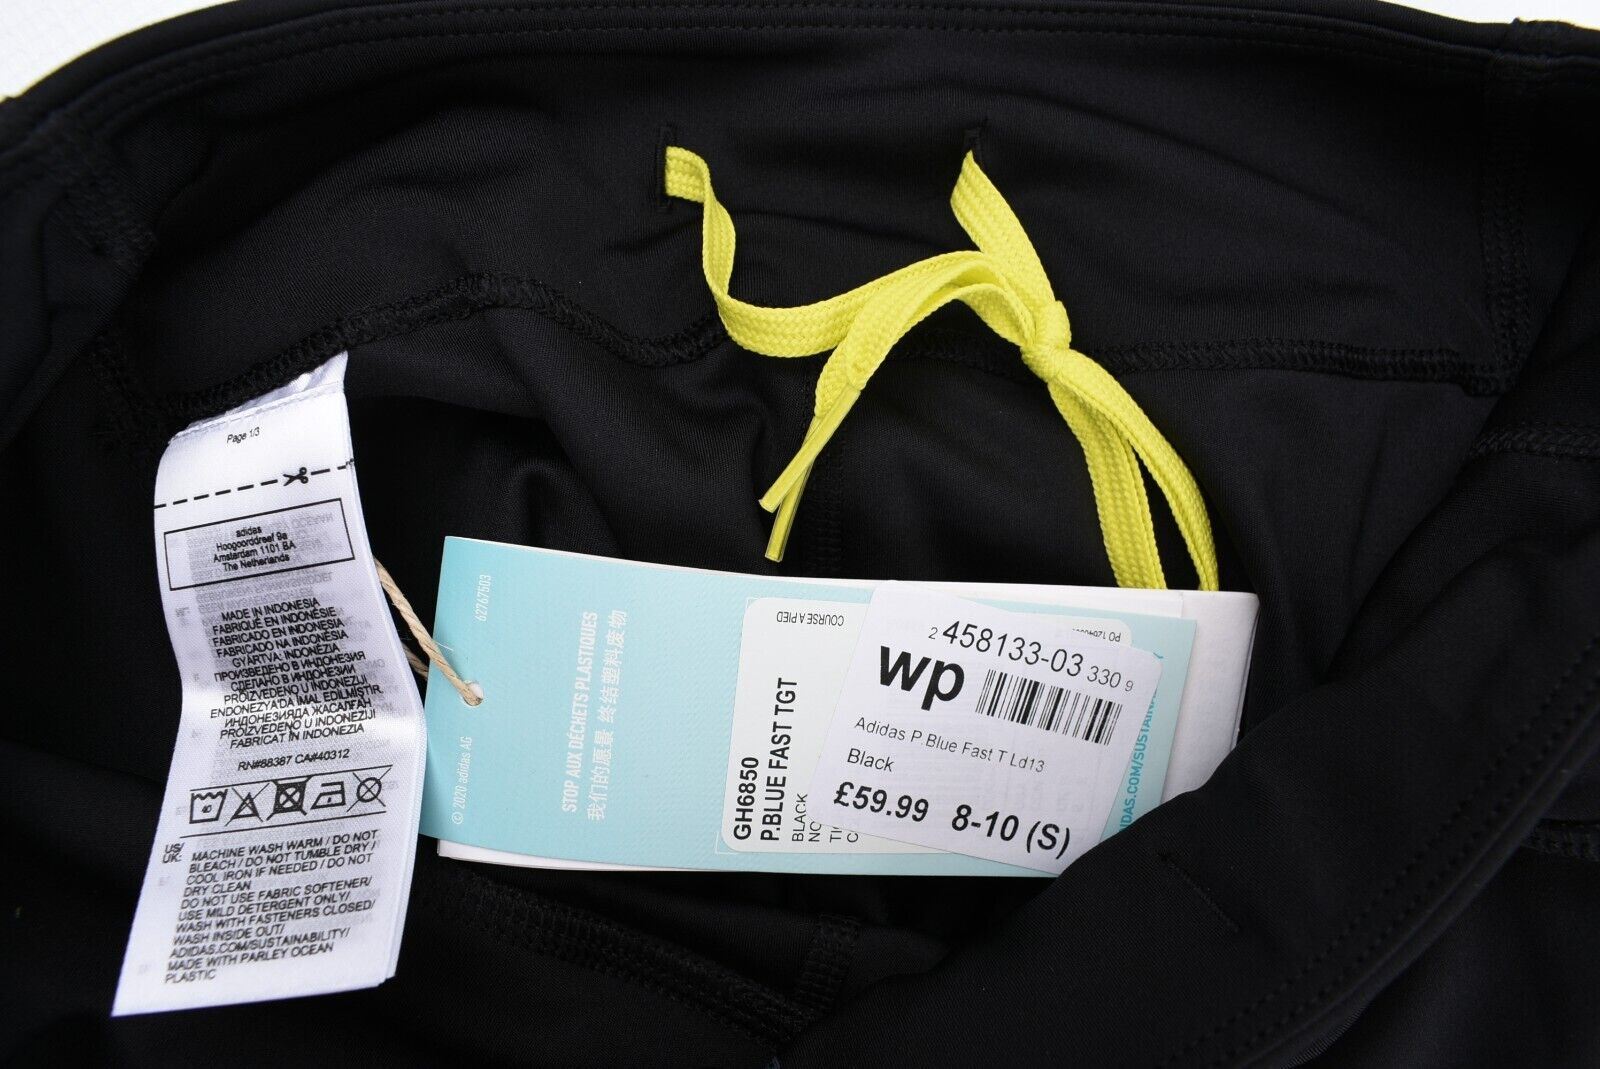 Page 1/3
adidas
Hoogoorddreef 9a
Amsterdam 1101 BA
The Netherlands
MADE IN INDONESIA
FABRIQUÉ EN INDONÉSIE
FABRICADO EN INDONESIA
FABRICADO NA INDONÉSIA
GYÁRTVA: INDONÉZIA
ПРОИЗВЕДЕНО В ИНДОНЕЗИЯ
СДЕЛАНО В ИНДОНЕЗИИ
PROIZVEDENO U INDONEZIJI
ENDONEZYA'DA İMAL EDİLMİŞTİR.
ИНДОНЕЗИЯДА ЖАСАЛҒАН
PROIZVEDENO U INDONEZIJI
FABRICAT IN INDONEZIA
RN#88387 CA#40312
40
US/
UK:
MACHINE WASH WARM / DO NOT
BLEACH / DO NOT TUMBLE DRY /
COOL IRON IF NEEDED / DO NOT
DRY CLEAN
DO NOT USE FABRIC SOFTENER/
USE MILD DETERGENT ONLY/
WASH WITH FASTENERS CLOSED/
WASH INSIDE OUT/
ADIDAS.COM/SUSTAINABILITY/
MADE WITH PARLEY OCEAN
PLASTIC
62767503
© 2020 adidas AG
STOP AUX DÉCHETS PLASTIQUES
我们的愿景 终结塑料废物
COURSE A PIED
GH6850
P.BLUE FAST TGT
BLACK
2 458133-03 330 9
wp
Adidas P.Blue Fast T Ld13
Black
£59.99 8-10 (S)